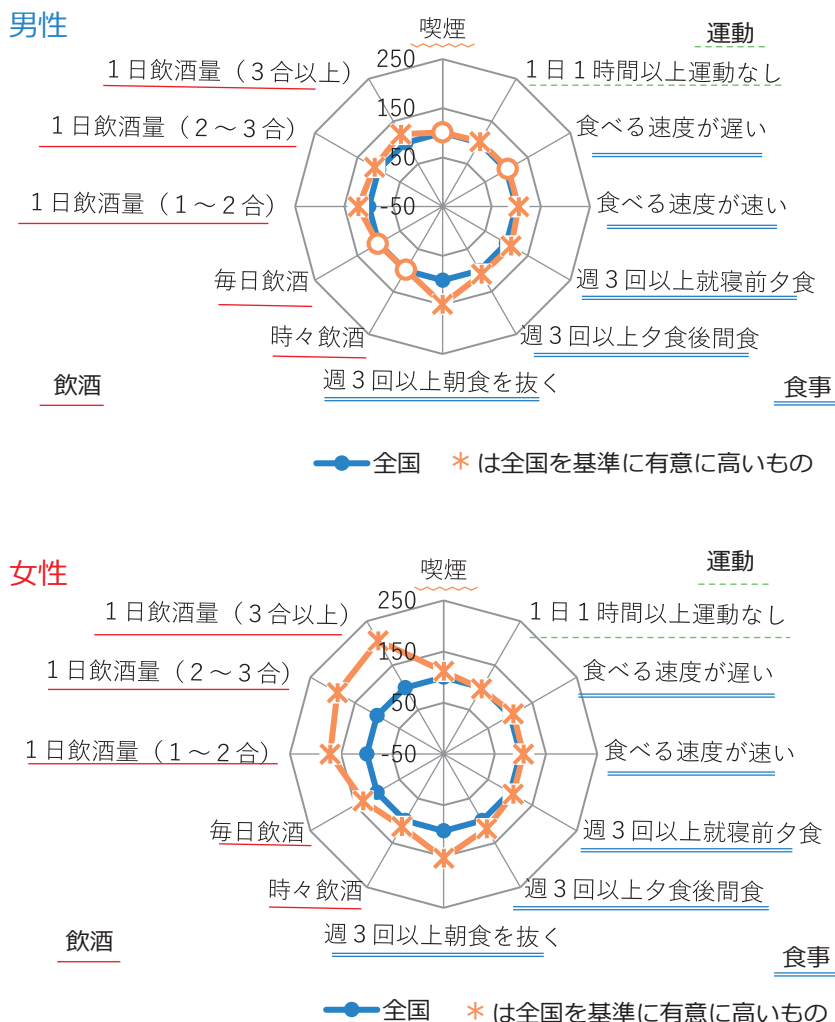 男性
喫煙
運動
250
1日飲酒量（3合以上）
1日1時間以上運動なし
150
1日飲酒量（2～3合）
食べる速度が遅い
50
1日飲酒量（1～2合）
-50
食べる速度が速い
毎日飲酒
週3回以上就寝前夕食
時々飲酒
週3回以上夕食後間食
週3回以上朝食を抜く
飲酒
食事
全国
＊は全国を基準に有意に高いもの
女性
喫煙
運動
250
1日飲酒量（3合以上）
1日1時間以上運動なし
150
1日飲酒量（2～3合）
食べる速度が遅い
50
1日飲酒量（1～2合）
-50
食べる速度が速い
毎日飲酒
週3回以上就寝前夕食
時々飲酒
週3回以上夕食後間食
週3回以上朝食を抜く
飲酒
食事
全国
＊は全国を基準に有意に高いもの